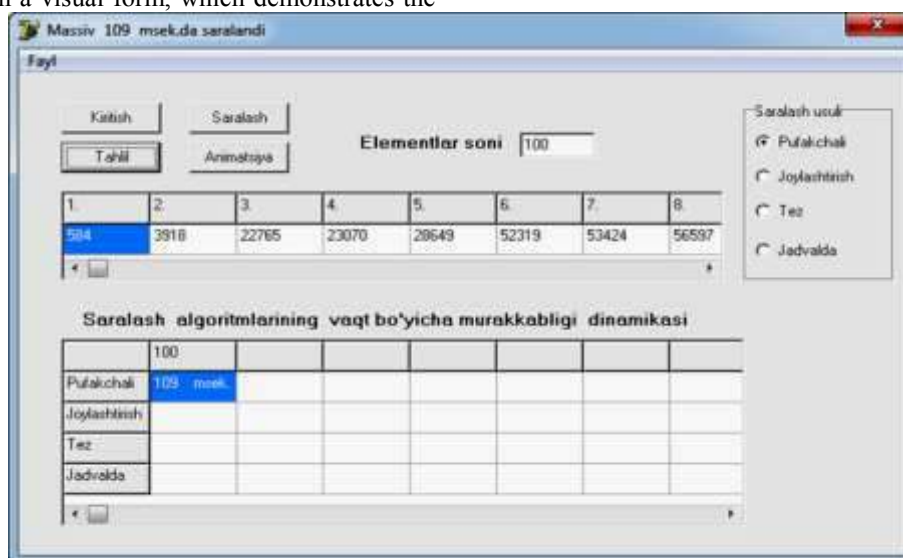 n a visual form, which demonstrates the
Massiv 109 msek.da saralandi
Fayl
Kiritish Saralash
Tahlil Animatsiya
Elementlar soni 100
Saralash usuli
Pufakchali
Joylashtirish
Tez
Jadvalda
1. 2. 3. 4. 5. 6. 7. 8.
584 3918 22765 23070 28649 52319 53424 56597
Saralash algoritmlarining vaqt bo'yicha murakkabligi dinamikasi
100
Pufakchali 109 msek.
Joylashtirish
Tez
Jadvalda